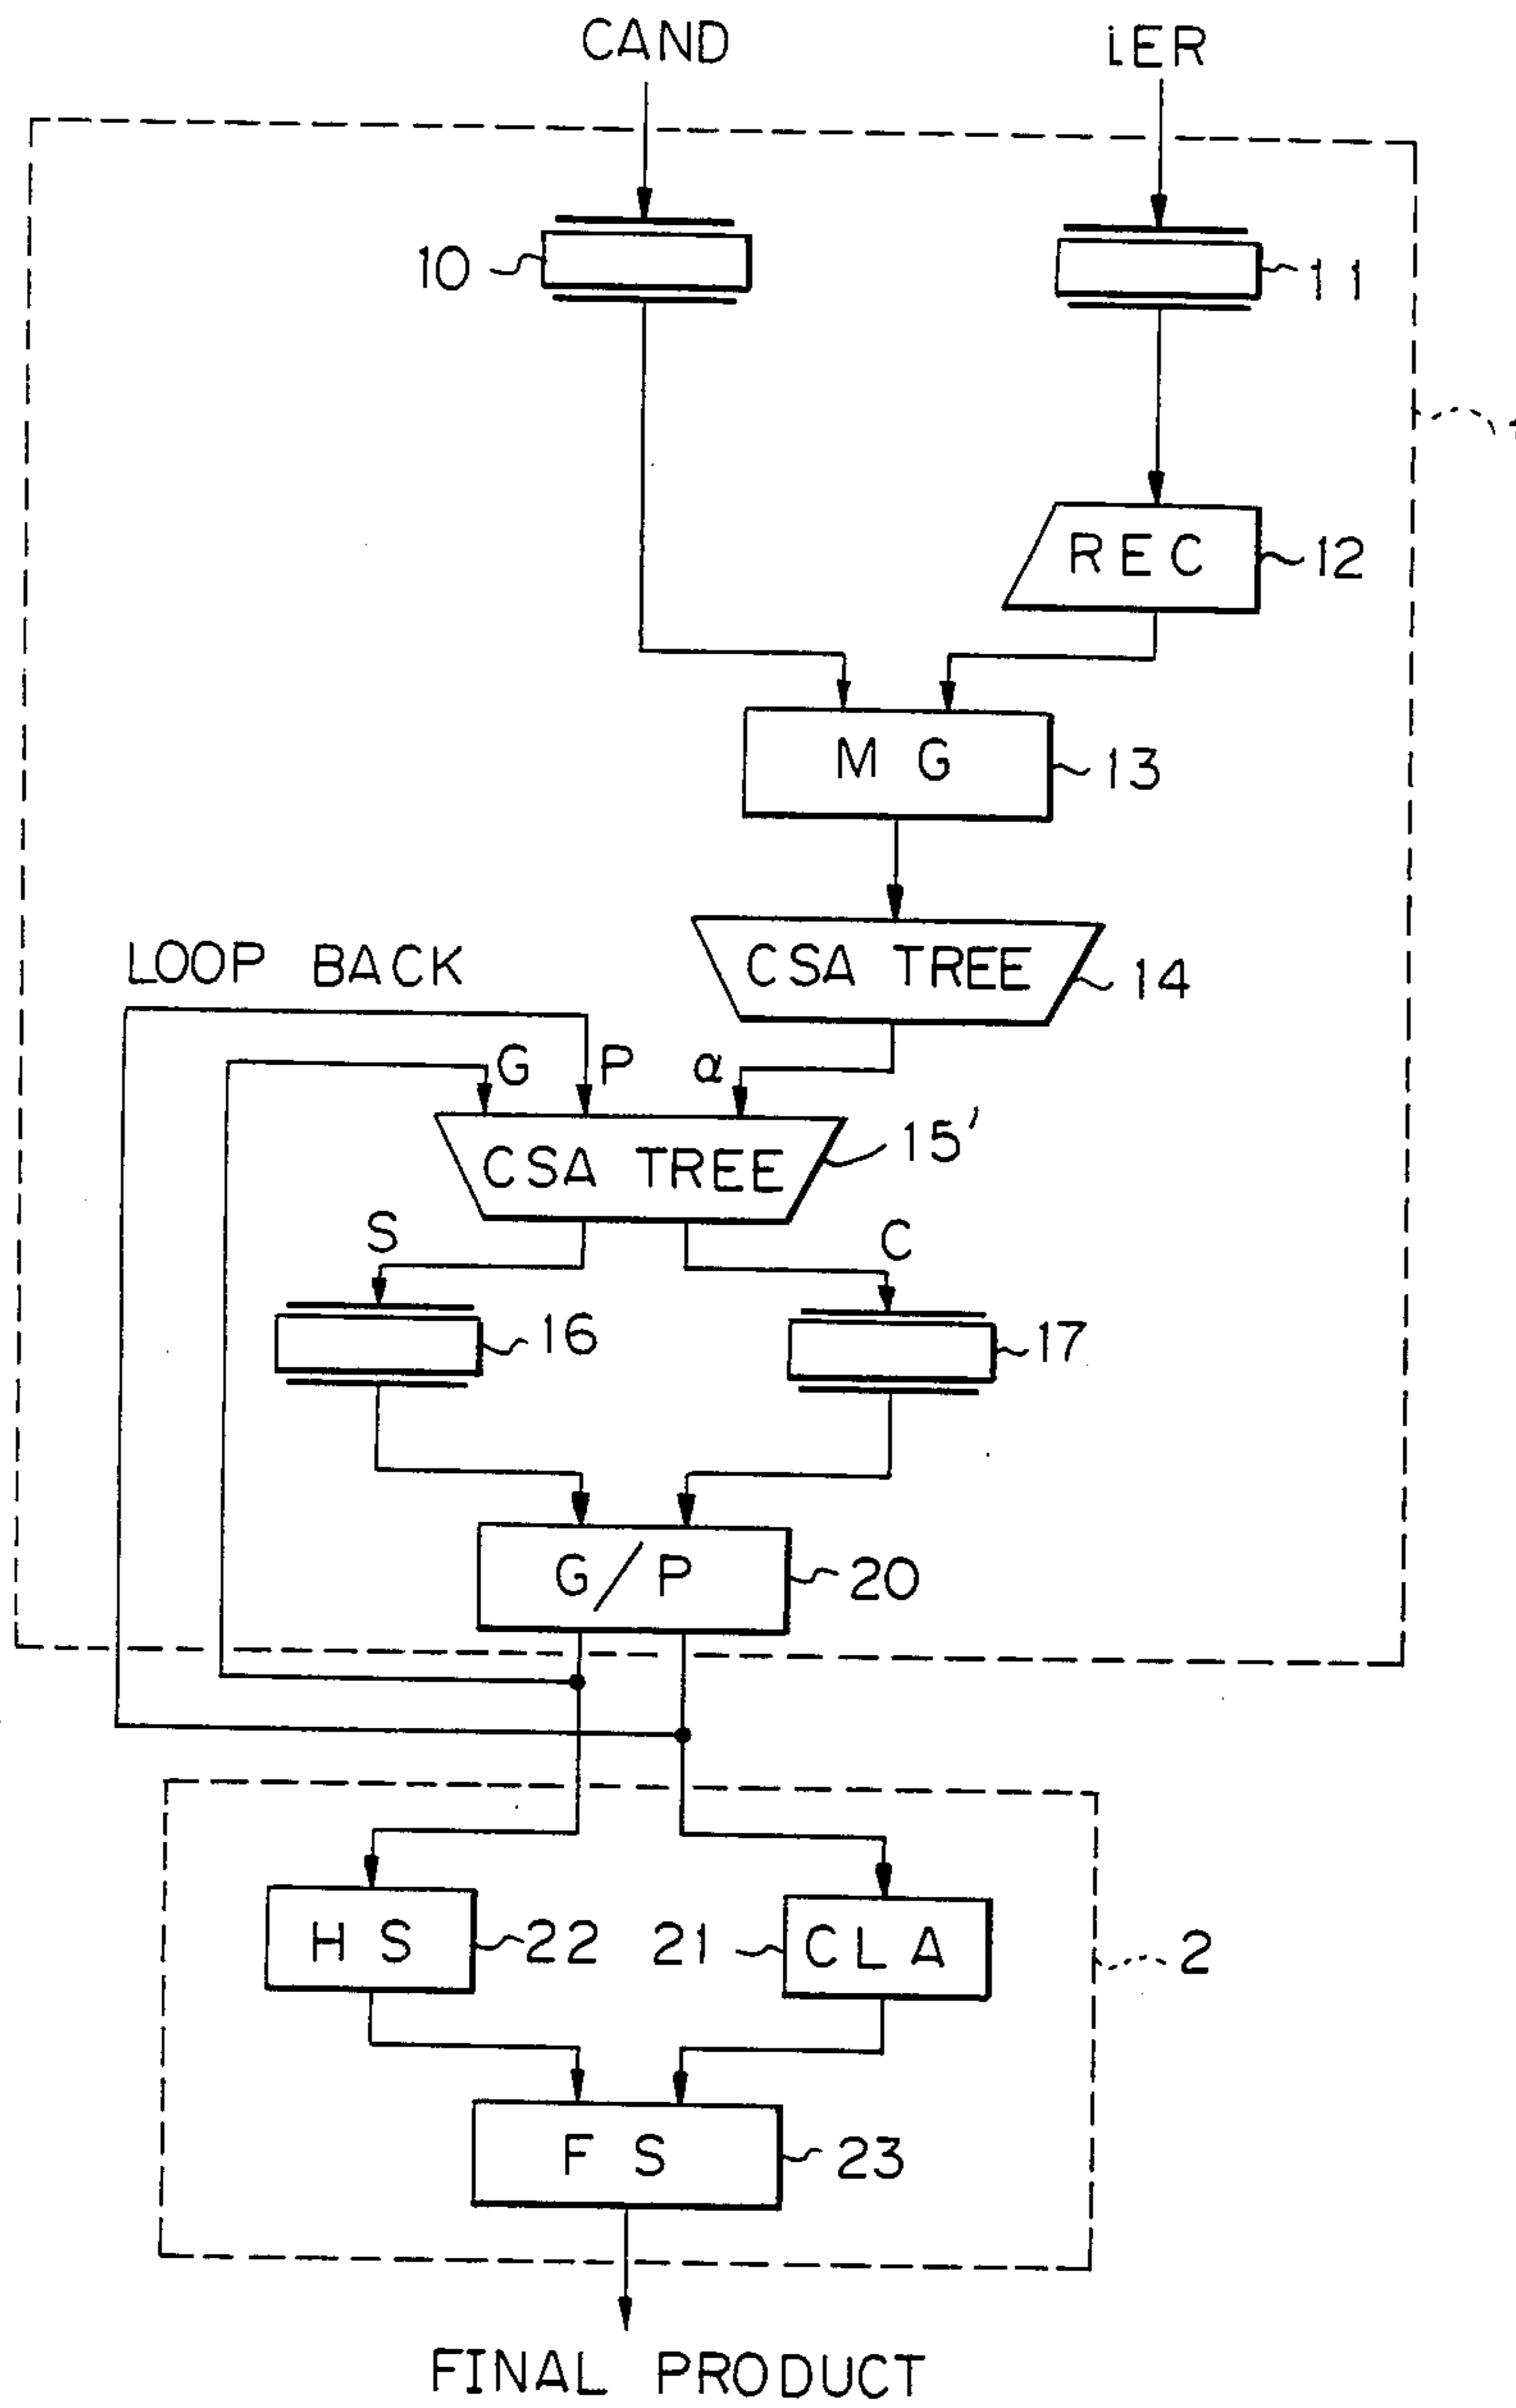 CAND
iER
10
11
REC
12
MG
13
CSA TREE
14
LOOP BACK
G
P
α
CSA TREE
15'
S
C
16
17
G/P
20
HS
22
21
CLA
2
FS
23
FINAL PRODUCT